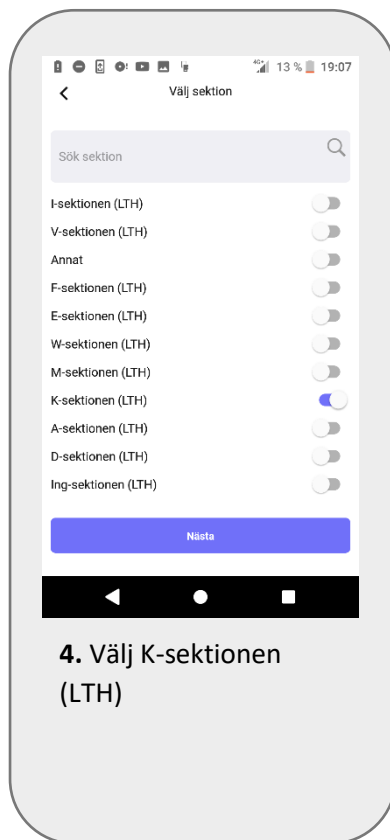 4G+ 13 % 19:07
Välj sektion
Sök sektion
I-sektionen (LTH)
V-sektionen (LTH)
Annat
F-sektionen (LTH)
E-sektionen (LTH)
W-sektionen (LTH)
M-sektionen (LTH)
K-sektionen (LTH)
A-sektionen (LTH)
D-sektionen (LTH)
Ing-sektionen (LTH)
Nästa
4. Välj K-sektionen
(LTH)